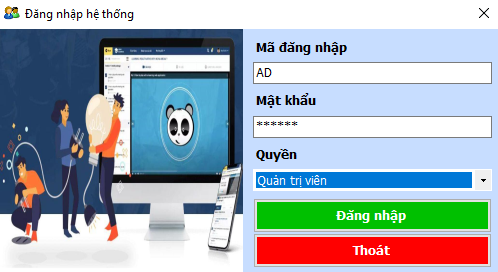 Đăng nhập hệ thống
Mã đăng nhập
AD
Mật khẩu
******
Quyền
Quản trị viên
Đăng nhập
Thoát